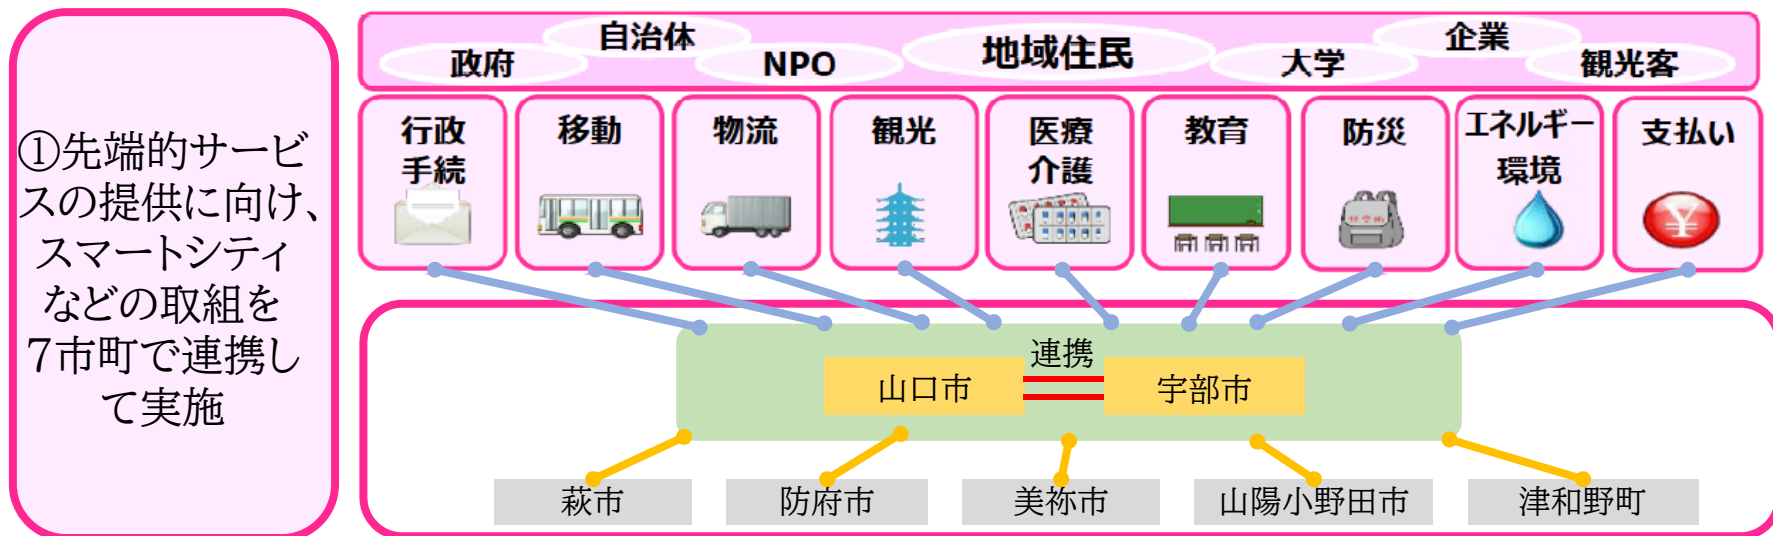 ①先端的サービ
スの提供に向け、
スマートシティ
などの取組を
７市町で連携し
て実施
政府
自治体
NPO
地域住民
大学
企業
観光客
行政
手続
移動
物流
観光
医療
介護
教育
防災
エネルギー
環境
支払い
連携
山口市
宇部市
萩市
防府市
美祢市
山陽小野田市
津和野町